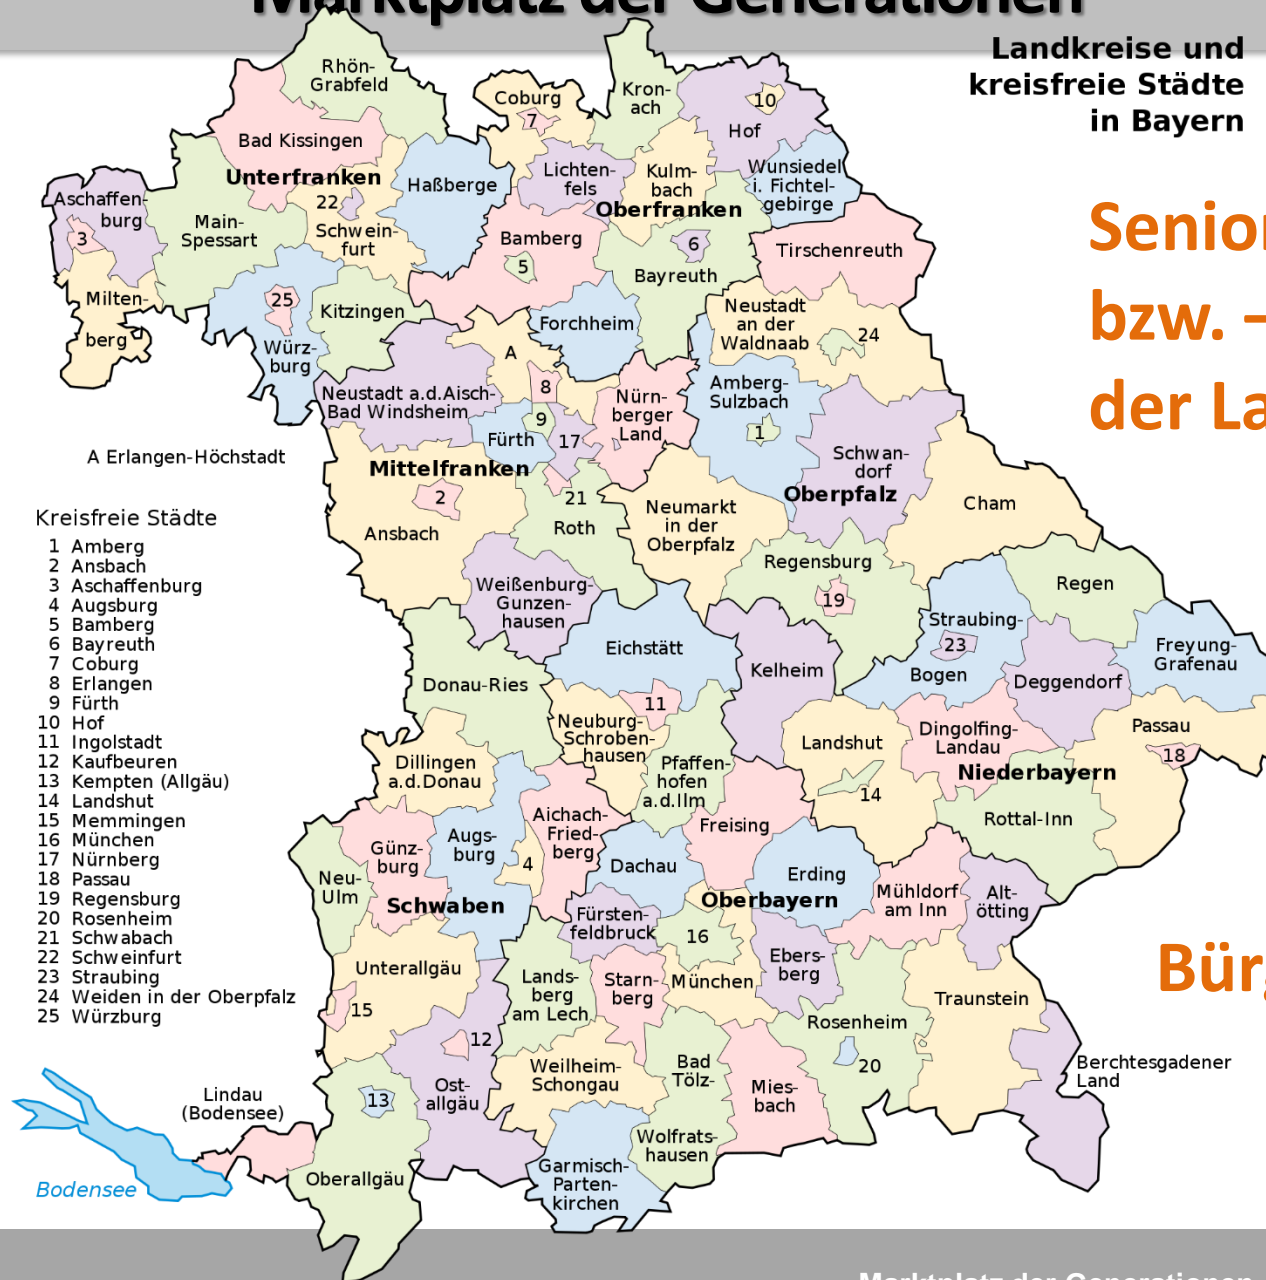 Marktplatz der Generationen
Landkreise und
kreisfreie Städte
in Bayern
Senior
bzw. –
der La
Bür
Rhön-
Grabfeld
Coburg
7
Kron-
ach
10
Hof
Bad Kissingen
Unterfranken
Haßberge
Lichten-
fels
Kulm-
bach
Oberfranken
Wunsiedel
i. Fichtel-
gebirge
Aschaffen-
burg
3
Main-
Spessart
22
Schwein-
furt
Bamberg
5
6
Bayreuth
Tirschenreuth
Milten-
berg
25
Würz-
burg
Kitzingen
Forchheim
Neustadt
an der
Waldnaab
24
A
8
Neustadt a.d.Aisch-
Bad Windsheim
9
Fürth
17
Nürn-
berger
Land
Amberg-
Sulzbach
1
Schwan-
dorf
Oberpfalz
A Erlangen-Höchstadt
Mittelfranken
2
Ansbach
21
Roth
Neumarkt
in der
Oberpfalz
Cham
Kreisfreie Städte
1 Amberg
2 Ansbach
3 Aschaffenburg
4 Augsburg
5 Bamberg
6 Bayreuth
7 Coburg
8 Erlangen
9 Fürth
10 Hof
11 Ingolstadt
12 Kaufbeuren
13 Kempten (Allgäu)
14 Landshut
15 Memmingen
16 München
17 Nürnberg
18 Passau
19 Regensburg
20 Rosenheim
21 Schwabach
22 Schweinfurt
23 Straubing
24 Weiden in der Oberpfalz
25 Würzburg
Weißenburg-
Gunzen-
hausen
Regensburg
19
Regen
Straubing-
23
Bogen
Freyung-
Grafenau
Eichstätt
Kelheim
Deggendorf
Donau-Ries
11
Neuburg-
Schroben-
hausen
Landshut
14
Dingolfing-
Landau
Passau
18
Niederbayern
Dillingen
a.d.Donau
Pfaffen-
hofen
a.d.Ilm
Aichach-
Fried-
berg
Freising
Rottal-Inn
Günz-
burg
Augs-
burg
4
Dachau
Erding
Neu-
Ulm
Schwaben
Oberbayern
Mühldorf
am Inn
Alt-
ötting
Fürsten-
feldbruck
16
Ebers-
berg
Unterallgäu
15
Lands-
berg
am Lech
Starn-
berg
München
Traunstein
12
Rosenheim
20
Weilheim-
Schongau
Bad
Tölz-
Wolfrats-
hausen
Mies-
bach
Berchtesgadener
Land
Lindau
(Bodensee)
13
Ost-
allgäu
Bodensee
Oberallgäu
Garmisch-
Parten-
kirchen
Marktplatz der Generationen